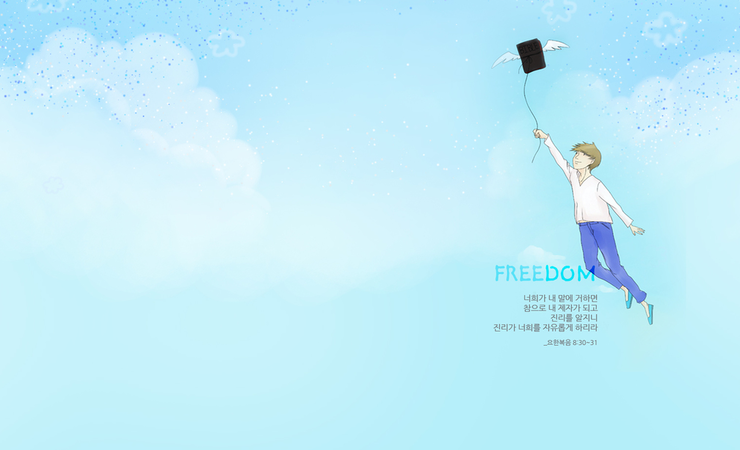 FREEDOM
너희가 내 말에 거하면
참으로 내 제자가 되고
진리를 알지니
진리가 너희를 자유롭게 하리라
_요한복음 8:30~31